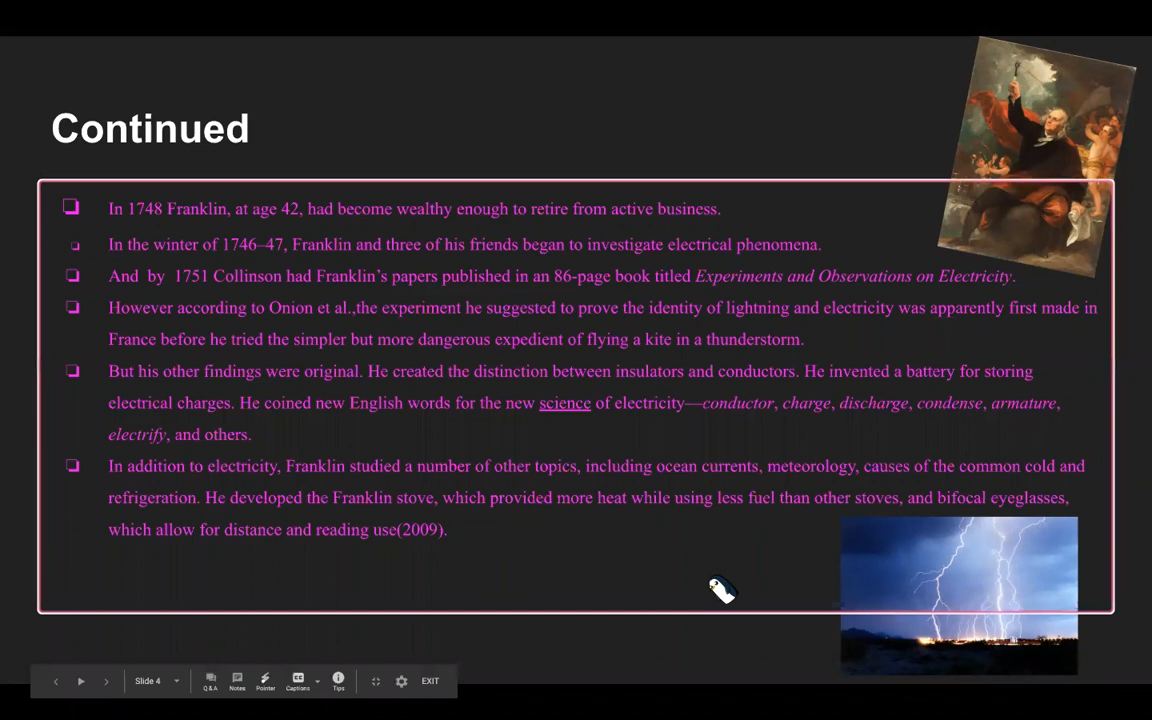 Continued
In 1748 Franklin, at age 42, had become wealthy enough to retire from active business.
In the winter of 1746–47, Franklin and three of his friends began to investigate electrical phenomena.
And by 1751 Collinson had Franklin’s papers published in an 86-page book titled Experiments and Observations on Electricity.
However according to Onion et al.,the experiment he suggested to prove the identity of lightning and electricity was apparently first made in
France before he tried the simpler but more dangerous expedient of flying a kite in a thunderstorm.
But his other findings were original. He created the distinction between insulators and conductors. He invented a battery for storing
electrical charges. He coined new English words for the new science of electricity—conductor, charge, discharge, condense, armature,
electrify, and others.
In addition to electricity, Franklin studied a number of other topics, including ocean currents, meteorology, causes of the common cold and
refrigeration. He developed the Franklin stove, which provided more heat while using less fuel than other stoves, and bifocal eyeglasses,
which allow for distance and reading use(2009).
Slide 4 Q&A Notes Pointer Captions Tips EXIT